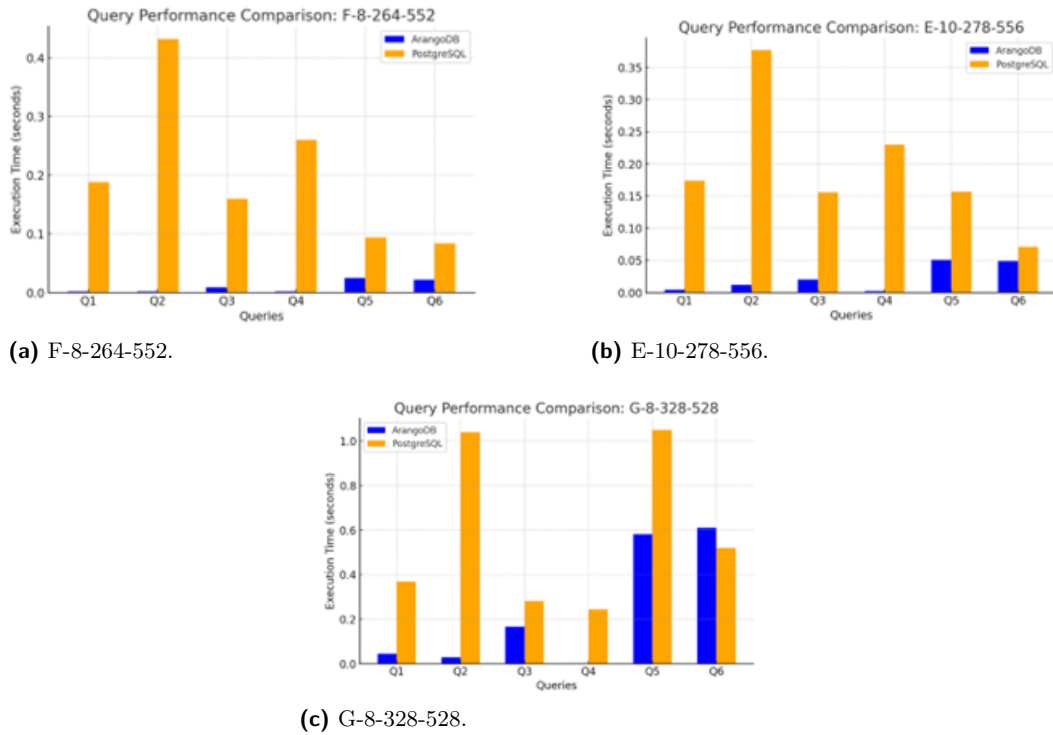 Query Performance Comparison: F-8-264-552
ArangoDB
PostgreSQL
Execution Time (seconds)
0.4
0.3
0.2
0.1
0.0
Q1 Q2 Q3 Q4 Q5 Q6
Queries
(a) F-8-264-552.
Query Performance Comparison: E-10-278-556
ArangoDB
PostgreSQL
Execution Time (seconds)
0.35
0.30
0.25
0.20
0.15
0.10
0.05
0.00
Q1 Q2 Q3 Q4 Q5 Q6
Queries
(b) E-10-278-556.
Query Performance Comparison: G-8-328-528
ArangoDB
PostgreSQL
Execution Time (seconds)
1.0
0.8
0.6
0.4
0.2
0.0
Q1 Q2 Q3 Q4 Q5 Q6
Queries
(c) G-8-328-528.